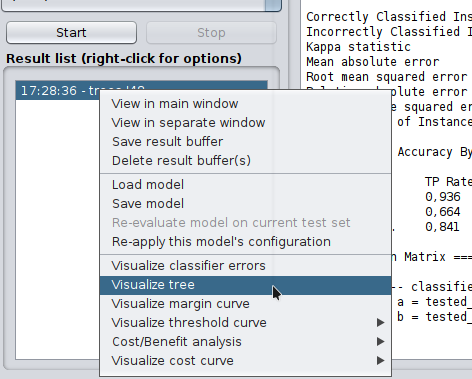 Start
Stop
Result list (right-click for options)
17:28:36 - trees.J48
View in main window
View in separate window
Save result buffer
Delete result buffer(s)
Load model
Save model
Re-evaluate model on current test set
Re-apply this model's configuration
Visualize classifier errors
Visualize tree
Visualize margin curve
Visualize threshold curve
Cost/Benefit analysis
Visualize cost curve
Correctly Classified Ins
Incorrectly Classified I
Kappa statistic
Mean absolute error
Root mean squared error
olute error
e squared er
of Instance
Accuracy By
TP Rate
0,936
0,664
0,841
n Matrix ===
-- classifie
a = tested_
b = tested_